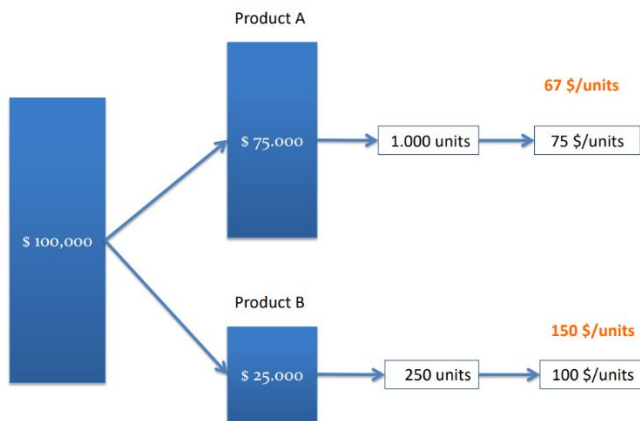 Product A
67 $/units
$ 75.000
1.000 units
75 $/units
$ 100,000
Product B
150 $/units
$ 25.000
250 units
100 $/units